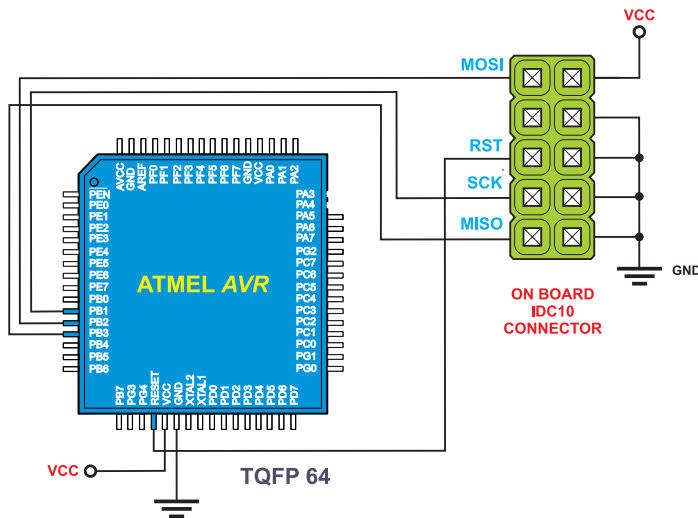 VCC
MOSI
RST
SCK
MISO
GND
ON BOARD
IDC10
CONNECTOR
AVCC
GND
AREF
PF0
PF1
PF2
PF3
PF4
PF5
PF6
PF7
GND
VCC
PA0
PA1
PA2
PEN
PE0
PE1
PE2
PE3
PE4
PE5
PE6
PE7
PB0
PB1
PB2
PB3
PB4
PB5
PB6
PA3
PA4
PA5
PA6
PA7
PG2
PC7
PC6
PC5
PC4
PC3
PC2
PC1
PC0
PG1
PG0
ATMEL AVR
PB7
PG3
PG4
RESET
VCC
GND
XTAL2
XTAL1
PD0
PD1
PD2
PD3
PD4
PD5
PD6
PD7
VCC
TQFP 64